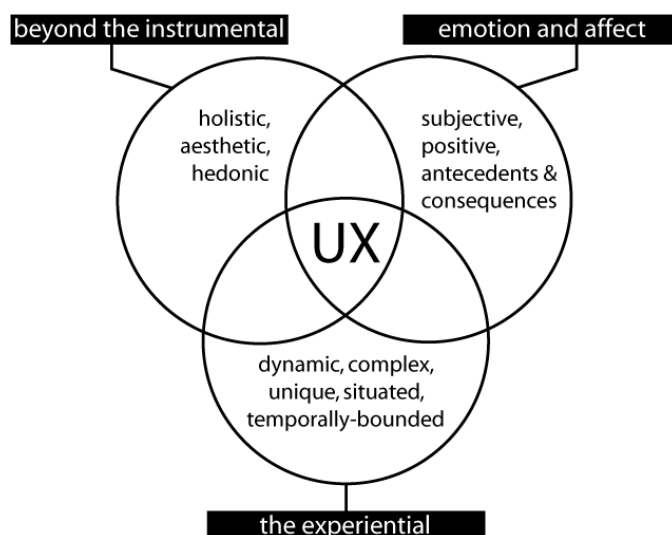 beyond the instrumental
emotion and affect
holistic,
aesthetic,
hedonic
subjective,
positive,
antecedents &
consequences
UX
dynamic, complex,
unique, situated,
temporally-bounded
the experiential